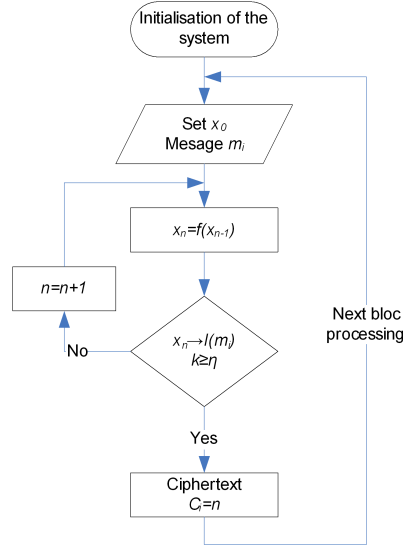 Initialisation of the
system
Set x₀
Mesage mᵢ
xₙ=f(xₙ₋₁)
n=n+1
xₙ→I(mᵢ)
k≥η
No
Next bloc
processing
Yes
Ciphertext
Cᵢ=n